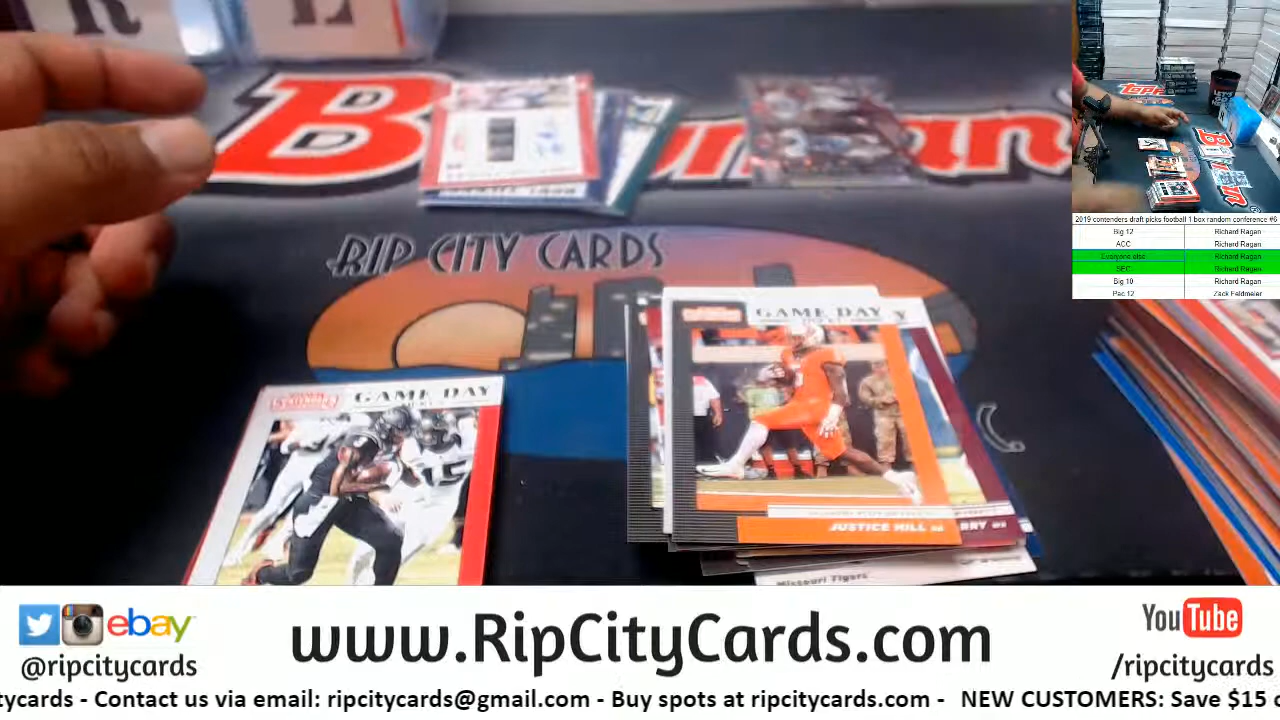 R E
B
RIP CITY CARDS
GAME DAY
GAME DAY
JUSTICE HILL
RRY
Missouri Tigers
15
TOPPS
2019 contenders draft picks football 1 box random conference #6
Big 12 Richard Ragan
ACC Richard Ragan
Everyone else Richard Ragan
SEC Richard Ragan
Big 10 Richard Ragan
Pac 12 Zack Feldmeier
ebay
www.RipCityCards.com
YouTube
@ripcitycards
/ripcitycards
tycards - Contact us via email: ripcitycards@gmail.com - Buy spots at ripcitycards.com - NEW CUSTOMERS: Save $15 o